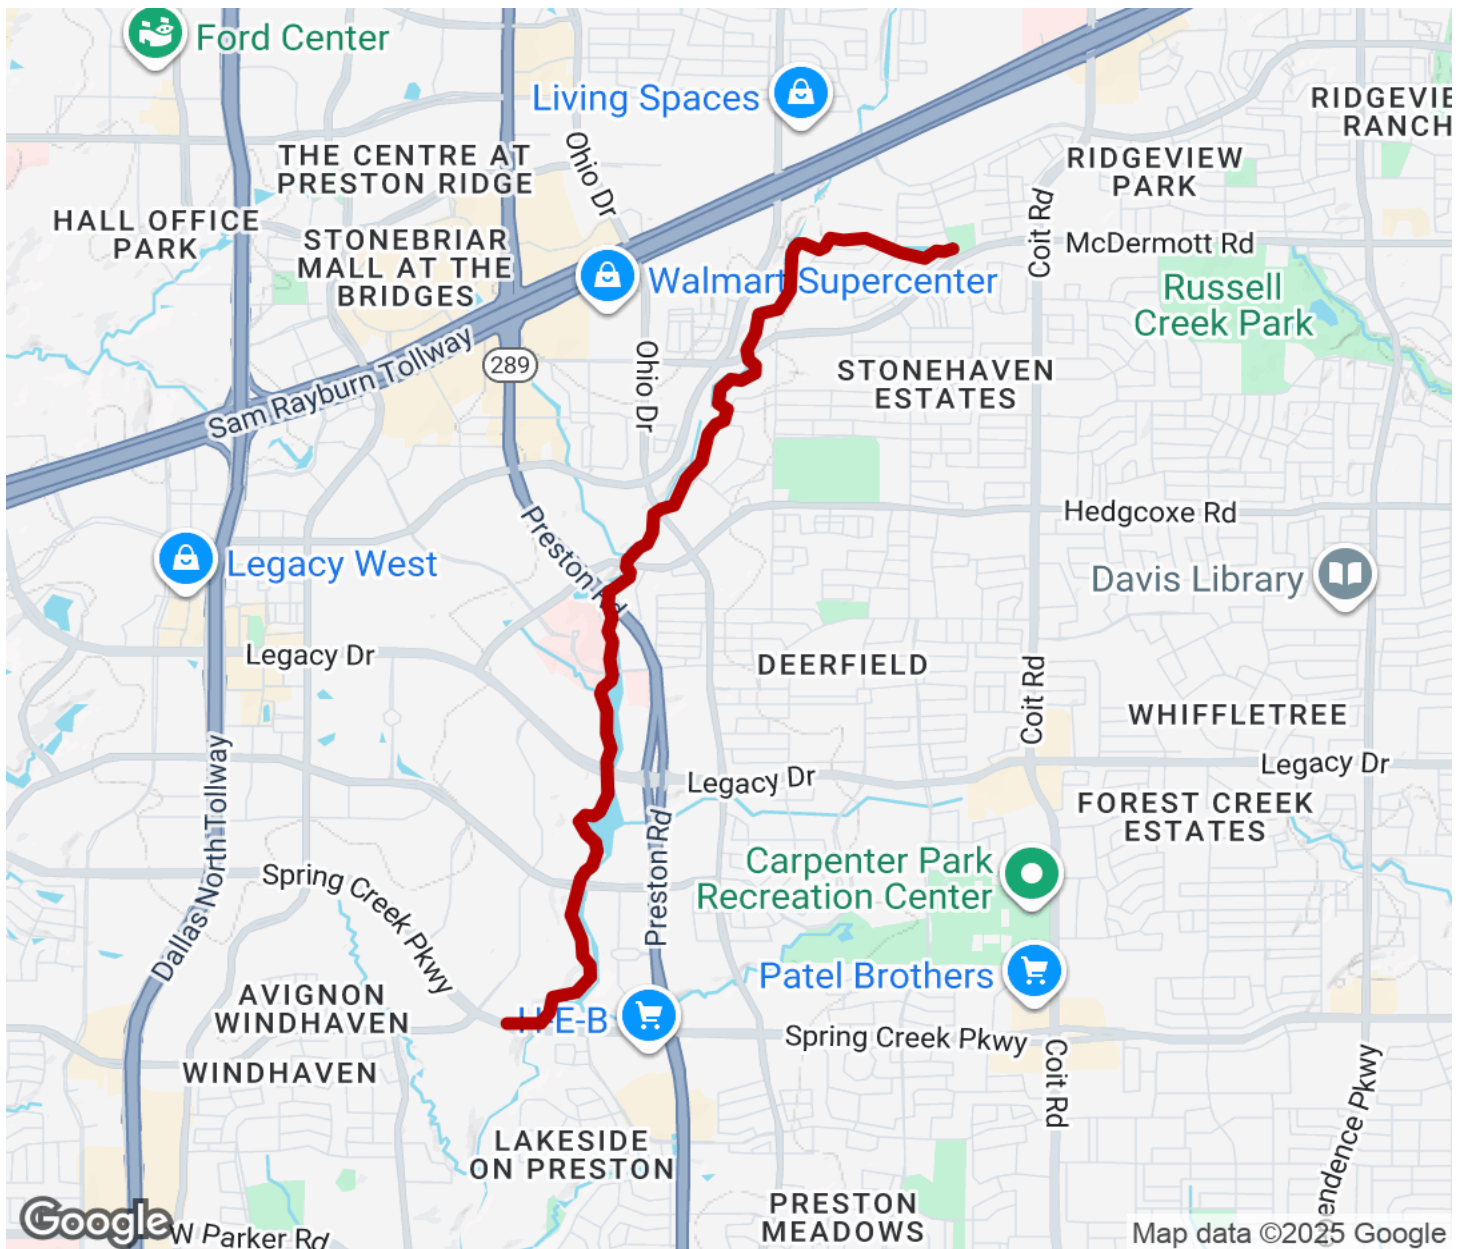 Ford Center
Living Spaces
RIDGEVIE
RANCH
THE CENTRE AT
PRESTON RIDGE
Ohio Dr
RIDGEVIEW
PARK
HALL OFFICE
PARK
STONEBRIAR
MALL AT THE
BRIDGES
Coit Rd
McDermott Rd
Walmart Supercenter
Russell
Creek Park
Sam Rayburn Tollway
289
Ohio Dr
STONEHAVEN
ESTATES
Preston Rd
Hedgcoxe Rd
Legacy West
Davis Library
Legacy Dr
DEERFIELD
Coit Rd
WHIFFLETREE
Dallas North Tollway
Legacy Dr
Legacy Dr
Preston Rd
FOREST CREEK
ESTATES
Spring Creek Pkwy
Carpenter Park
Recreation Center
Patel Brothers
AVIGNON
WINDHAVEN
H-E-B
Spring Creek Pkwy
WINDHAVEN
Coit Rd
endence Pkwy
LAKESIDE
ON PRESTON
PRESTON
MEADOWS
Google
W Parker Rd
Map data ©2025 Google